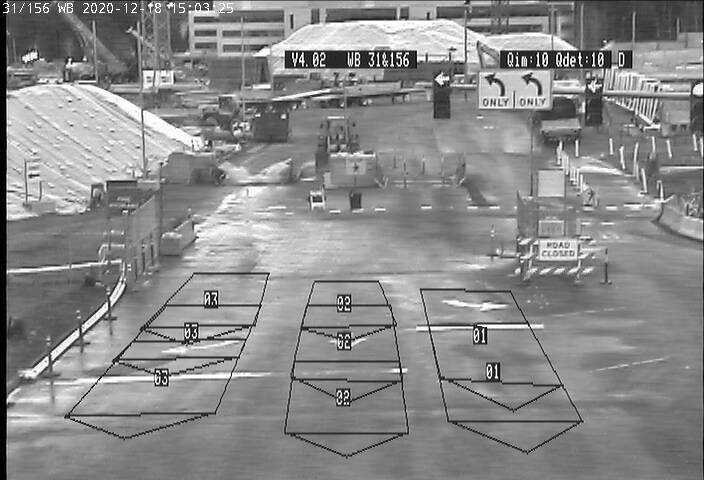 31/156 WB 2020-12-18 15:03:25
V4.02 WB 31&156
Qim:10 Qdet:10 D
ONLY ONLY
ROAD
CLOSED
03
02
03
02
01
03
01
02